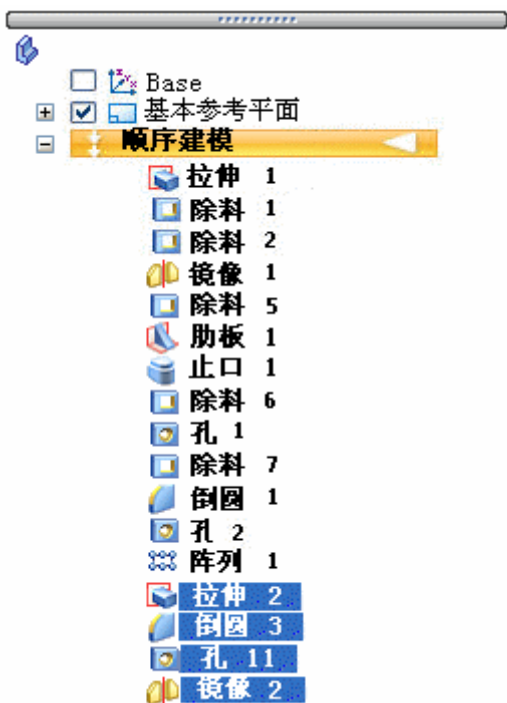 Base
基本参考平面
顺序建模
拉伸 1
除料 1
除料 2
镜像 1
除料 5
肋板 1
止口 1
除料 6
孔 1
除料 7
倒圆 1
孔 2
阵列 1
拉伸 2
倒圆 3
孔 11
镜像 2